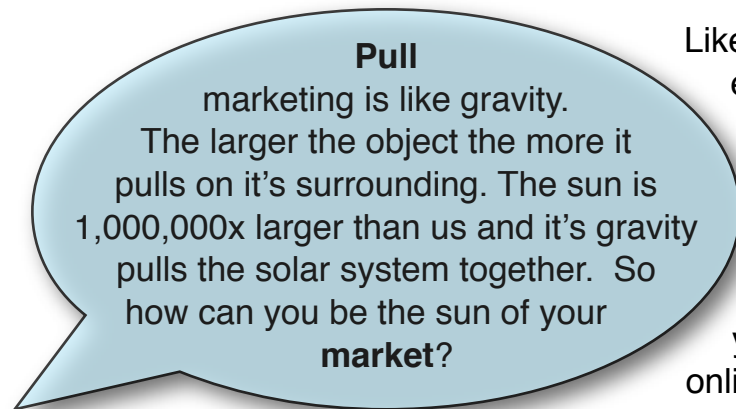 Pull
marketing is like gravity.
The larger the object the more it
pulls on it's surrounding. The sun is
1,000,000x larger than us and it's gravity
pulls the solar system together.  So
how can you be the sun of your
market?
Like
onli